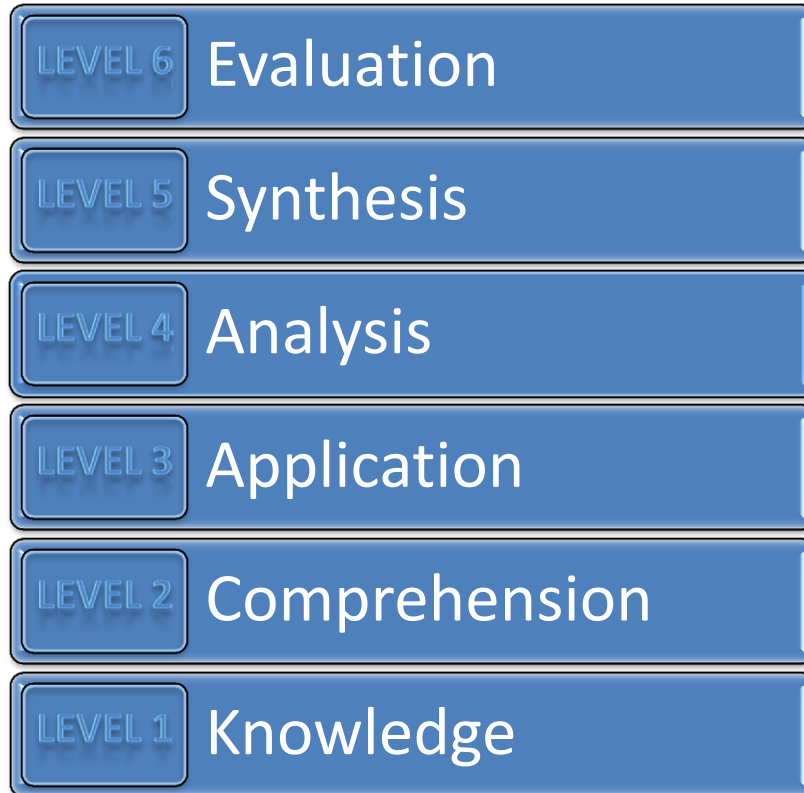 LEVEL 6 Evaluation
LEVEL 5 Synthesis
LEVEL 4 Analysis
LEVEL 3 Application
LEVEL 2 Comprehension
LEVEL 1 Knowledge